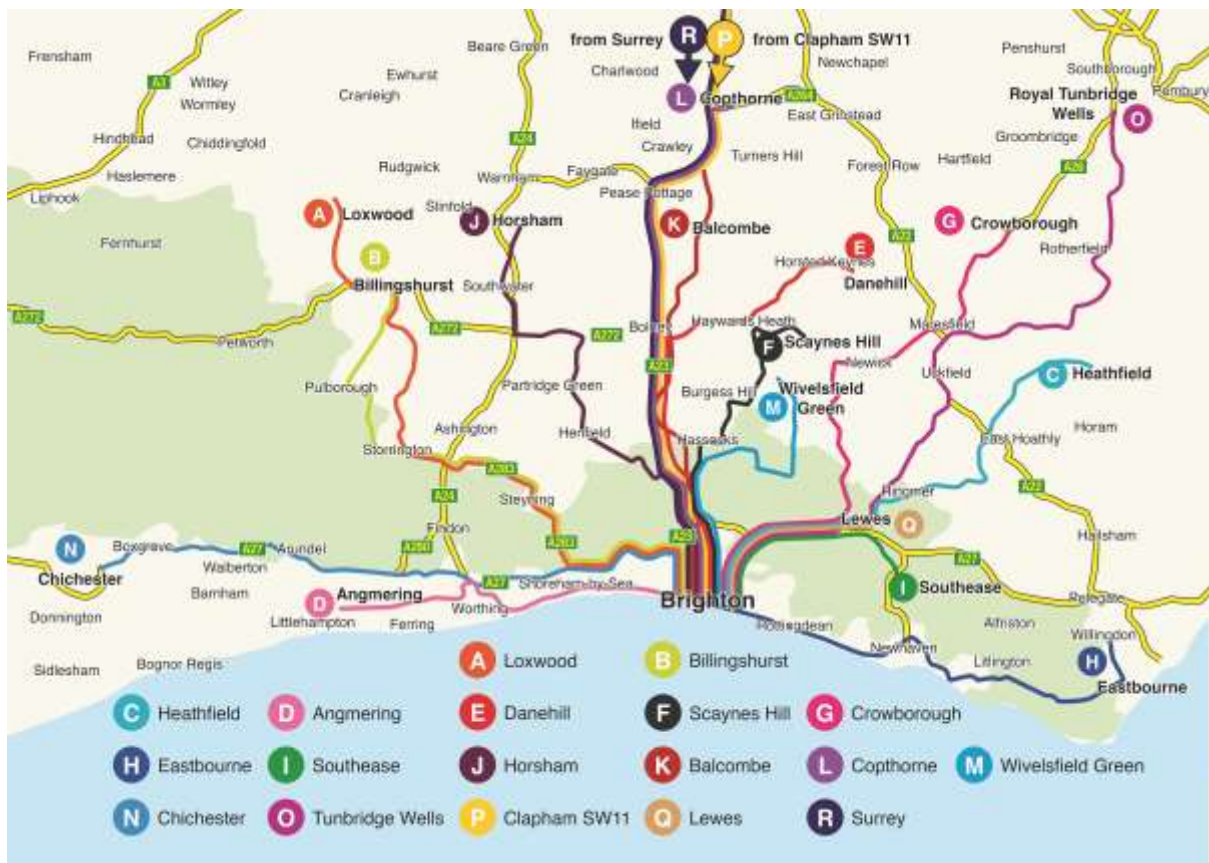 Frensham
A3
Witley
Wormley
Hindhead
Chiddingfold
Haslemere
Liphook
Fernhurst
Ewhurst
Cranleigh
Beare Green
A24
Rudgwick
Warnham
Faygate
Slinfold
from Surrey
R
P
from Clapham SW11
Charlwood
L
Copthorne
Newchapel
A264
East Grinstead
Ifield
Crawley
Turners Hill
Pease Pottage
Forest Row
Penshurst
Southborough
Pembury
Royal Tunbridge
Wells
O
Groombridge
Hartfield
A26
A
Loxwood
J
Horsham
K
Balcombe
G
Crowborough
A22
Rotherfield
B
Billingshurst
Southwater
E
Horsted Keynes
Danehill
A272
Petworth
A272
A272
Bolney
Haywards Heath
Maresfield
F
Scaynes Hill
A23
Newick
Uckfield
C
Heathfield
Pulborough
Partridge Green
Burgess Hill
Wivelsfield
Green
M
Ashington
Henfield
Hassocks
East Hoathly
Horam
Storrington
A283
A24
Steyning
Ringmer
A22
Lewes
Q
Findon
A23
Hailsham
N
Chichester
Boxgrove
A27
Arundel
Walberton
A280
A283
A27
Barnham
A27
Shoreham-by-Sea
Brighton
I
Southease
Polegate
D
Angmering
Littlehampton
Worthing
Ferring
Donnington
Rottingdean
Alfriston
Willingdon
Newhaven
Litlington
H
Eastbourne
Sidlesham
Bognor Regis
A Loxwood
B Billingshurst
C Heathfield
D Angmering
E Danehill
F Scaynes Hill
G Crowborough
H Eastbourne
I Southease
J Horsham
K Balcombe
L Copthorne
M Wivelsfield Green
N Chichester
O Tunbridge Wells
P Clapham SW11
Q Lewes
R Surrey